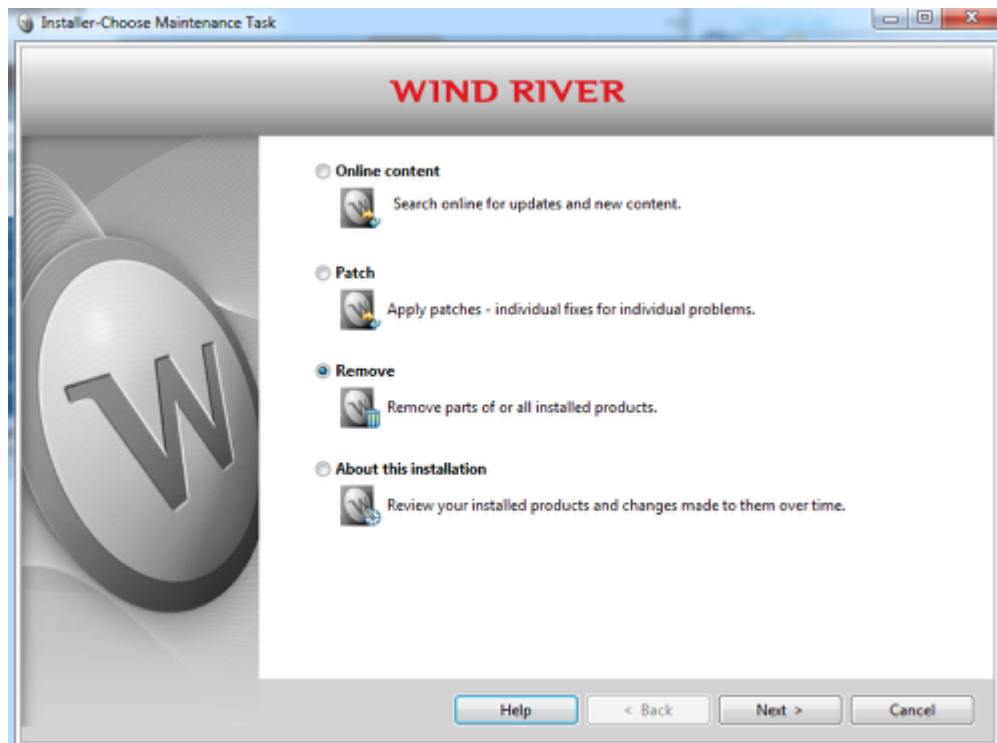 Installer-Choose Maintenance Task
WIND RIVER
Online content
Search online for updates and new content.
Patch
Apply patches - individual fixes for individual problems.
Remove
Remove parts of or all installed products.
About this installation
Review your installed products and changes made to them over time.
W
Help < Back Next > Cancel